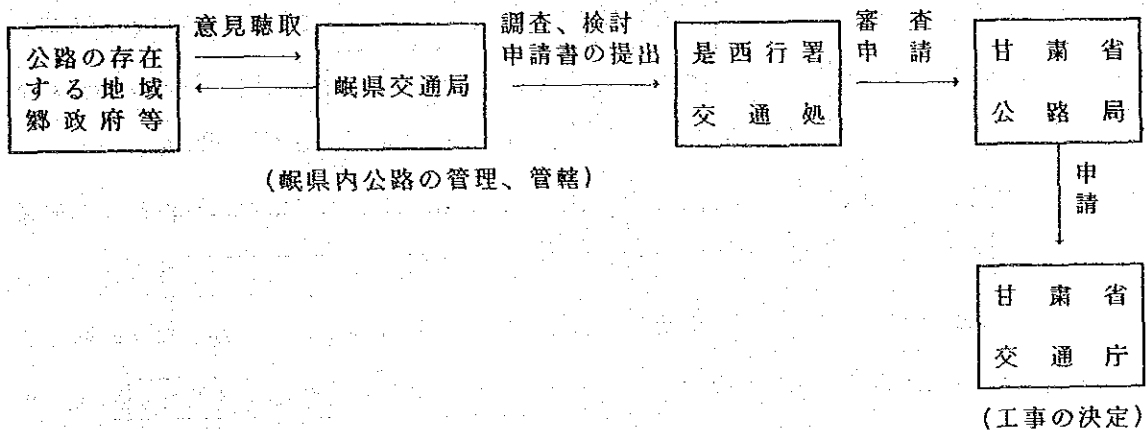 公路の存在
する地域
郷政府等
意見聴取
岷県交通局
(岷県内公路の管理、管轄)
調査、検討
申請書の提出
是西行署
交通処
審査
申請
甘粛省
公路局
申
請
甘粛省
交通庁
(工事の決定)